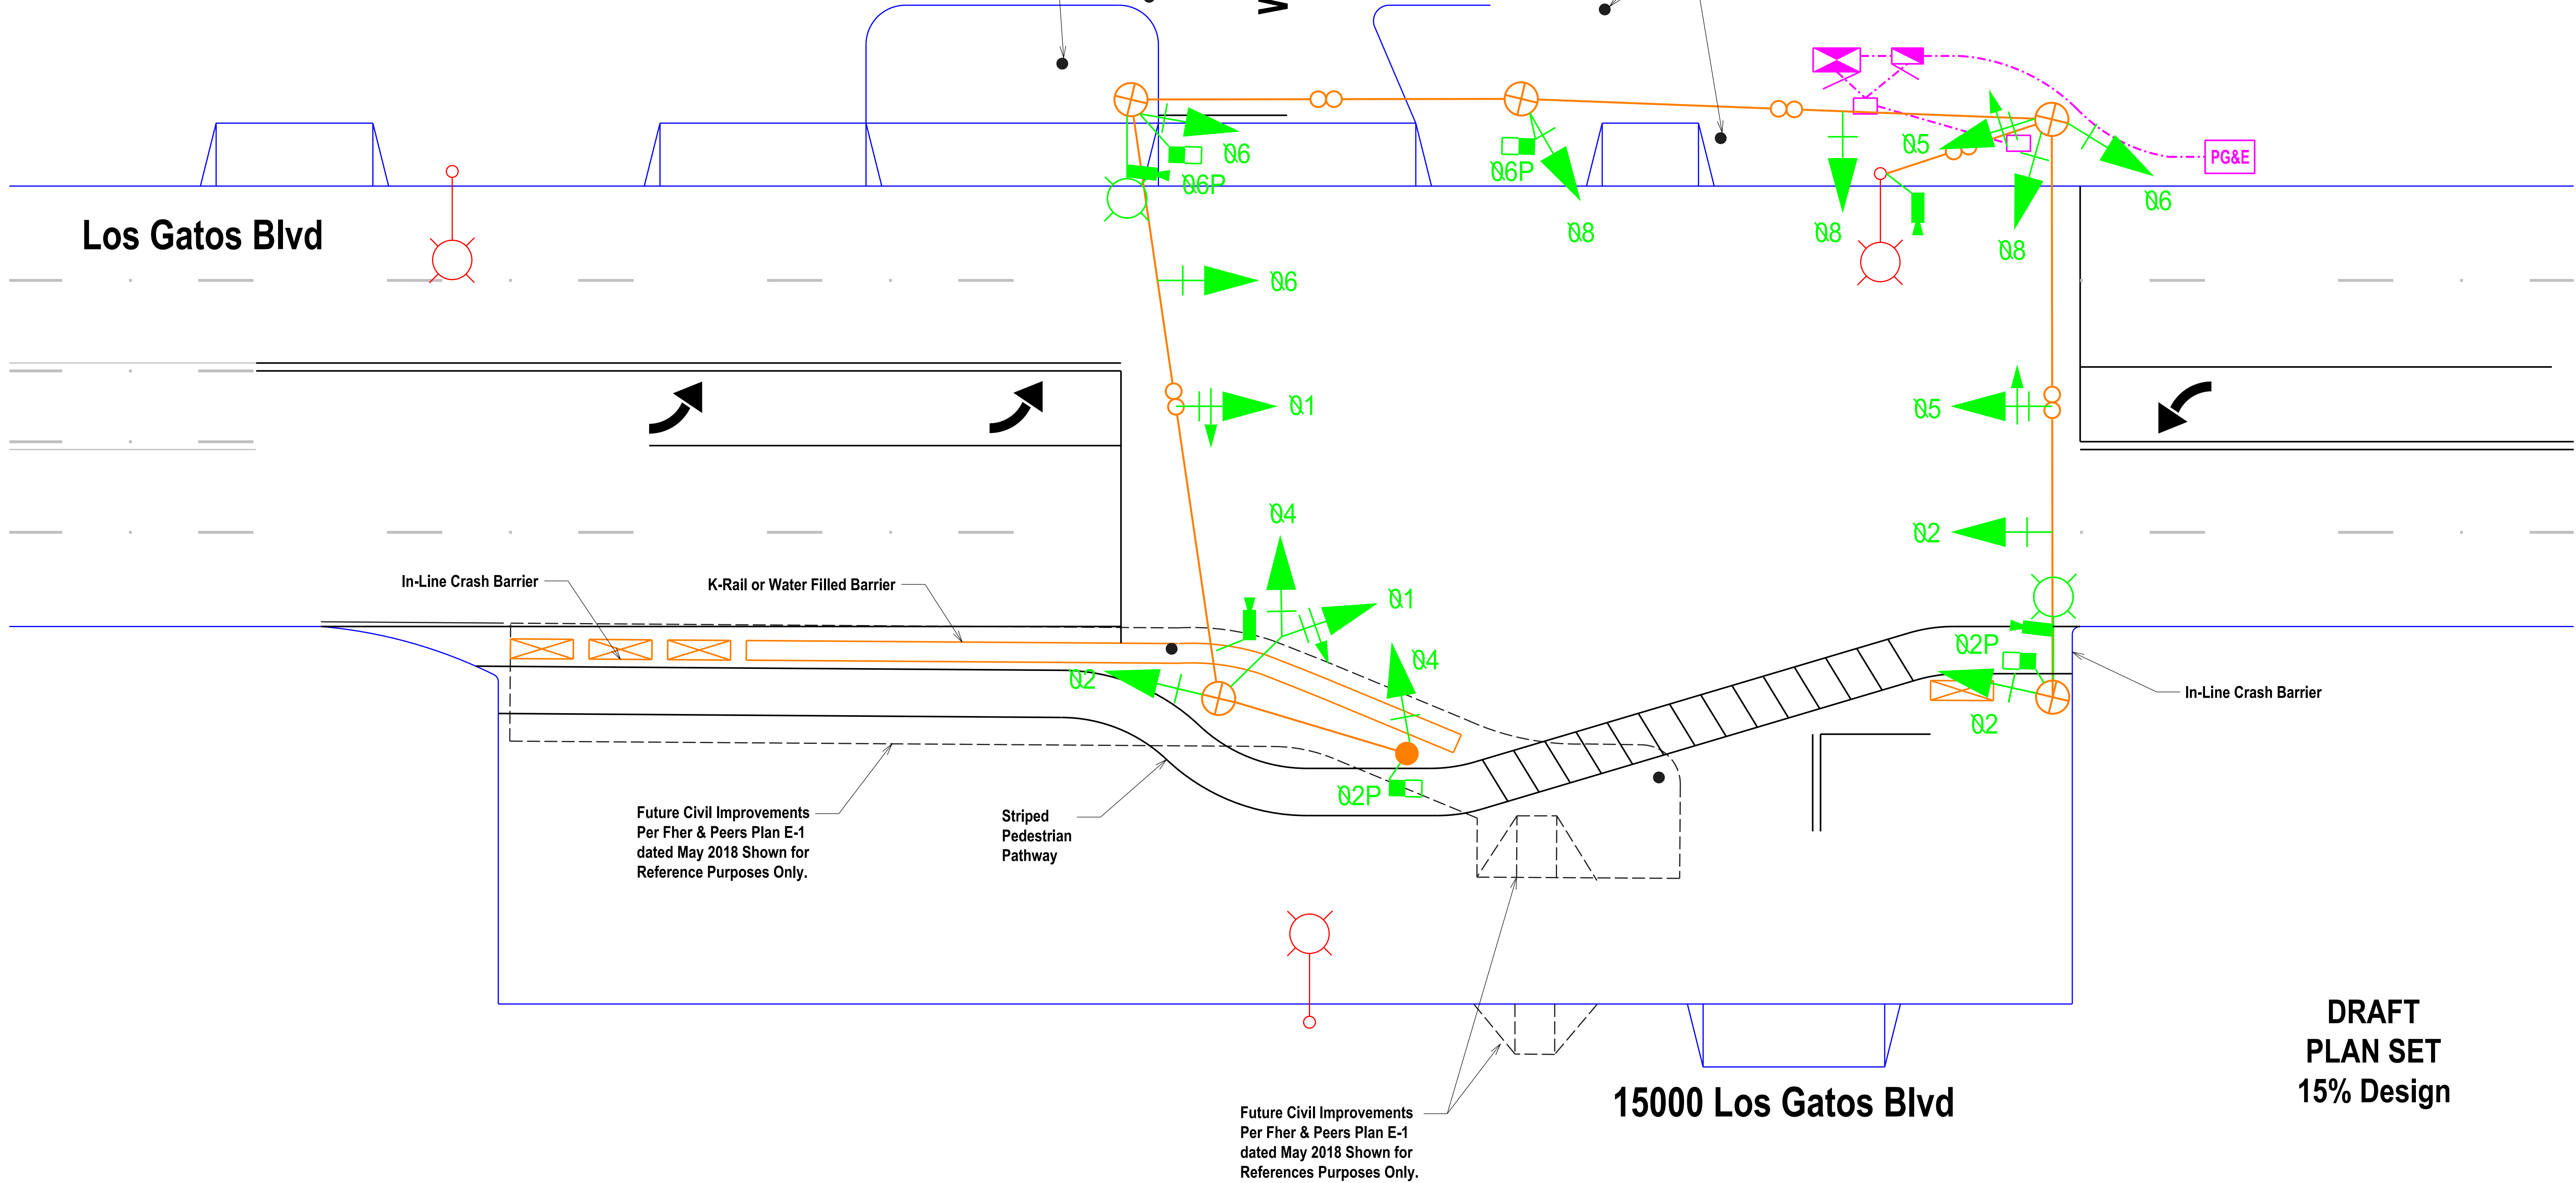 PG&E
Ø5
Ø6
Ø6P
Ø6P
Ø6
Los Gatos Blvd
Ø8
Ø8
Ø8
Ø6
Ø1
Ø5
Ø4
Ø2
In-Line Crash Barrier
K-Rail or Water Filled Barrier
Ø1
Ø2P
Ø4
Ø2
In-Line Crash Barrier
Ø2
Ø2P
Future Civil Improvements
Per Fher & Peers Plan E-1
dated May 2018 Shown for
Reference Purposes Only.
Striped
Pedestrian
Pathway
DRAFT
PLAN SET
15% Design
15000 Los Gatos Blvd
Future Civil Improvements
Per Fher & Peers Plan E-1
dated May 2018 Shown for
References Purposes Only.